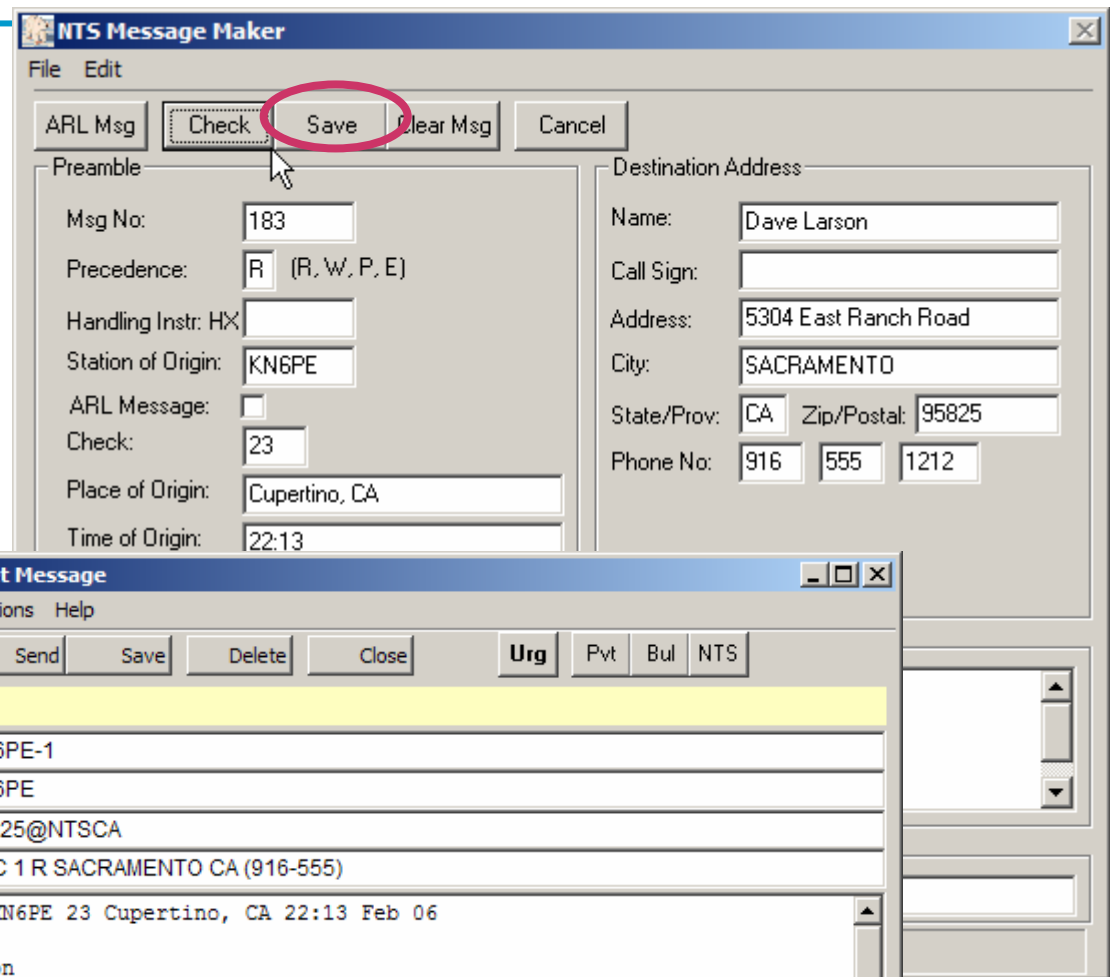 NTS Message Maker
File Edit
ARL Msg Check Save Clear Msg Cancel
Preamble
Msg No: 183
Precedence: R (R, W, P, E)
Handling Instr: HX
Station of Origin: KN6PE
ARL Message:
Check: 23
Place of Origin: Cupertino, CA
Time of Origin: 22:13
Destination Address
Name: Dave Larson
Call Sign:
Address: 5304 East Ranch Road
City: SACRAMENTO
State/Prov: CA Zip/Postal: 95825
Phone No: 916 555 1212
t Message
ions Help
Send Save Delete Close Urg Pvt Bul NTS
6PE-1
6PE
25@NTSCA
C 1 R SACRAMENTO CA (916-555)
N6PE 23 Cupertino, CA 22:13 Feb 06
on